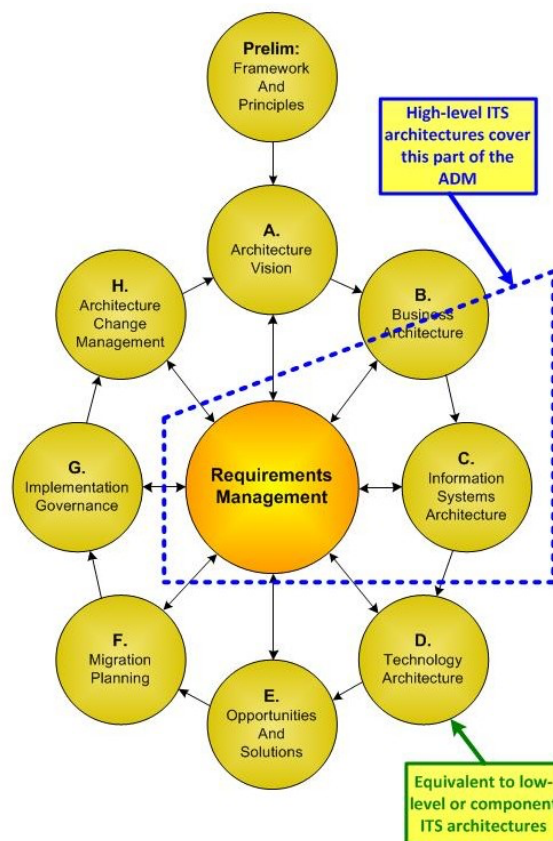 Prelim:
Framework
And
Principles
High-level ITS
architectures cover
this part of the
ADM
A.
Architecture
Vision
H.
Architecture
Change
Management
B.
Business
Architecture
G.
Implementation
Governance
Requirements
Management
C.
Information
Systems
Architecture
F.
Migration
Planning
D.
Technology
Architecture
E.
Opportunities
And
Solutions
Equivalent to low-
level or component
ITS architectures